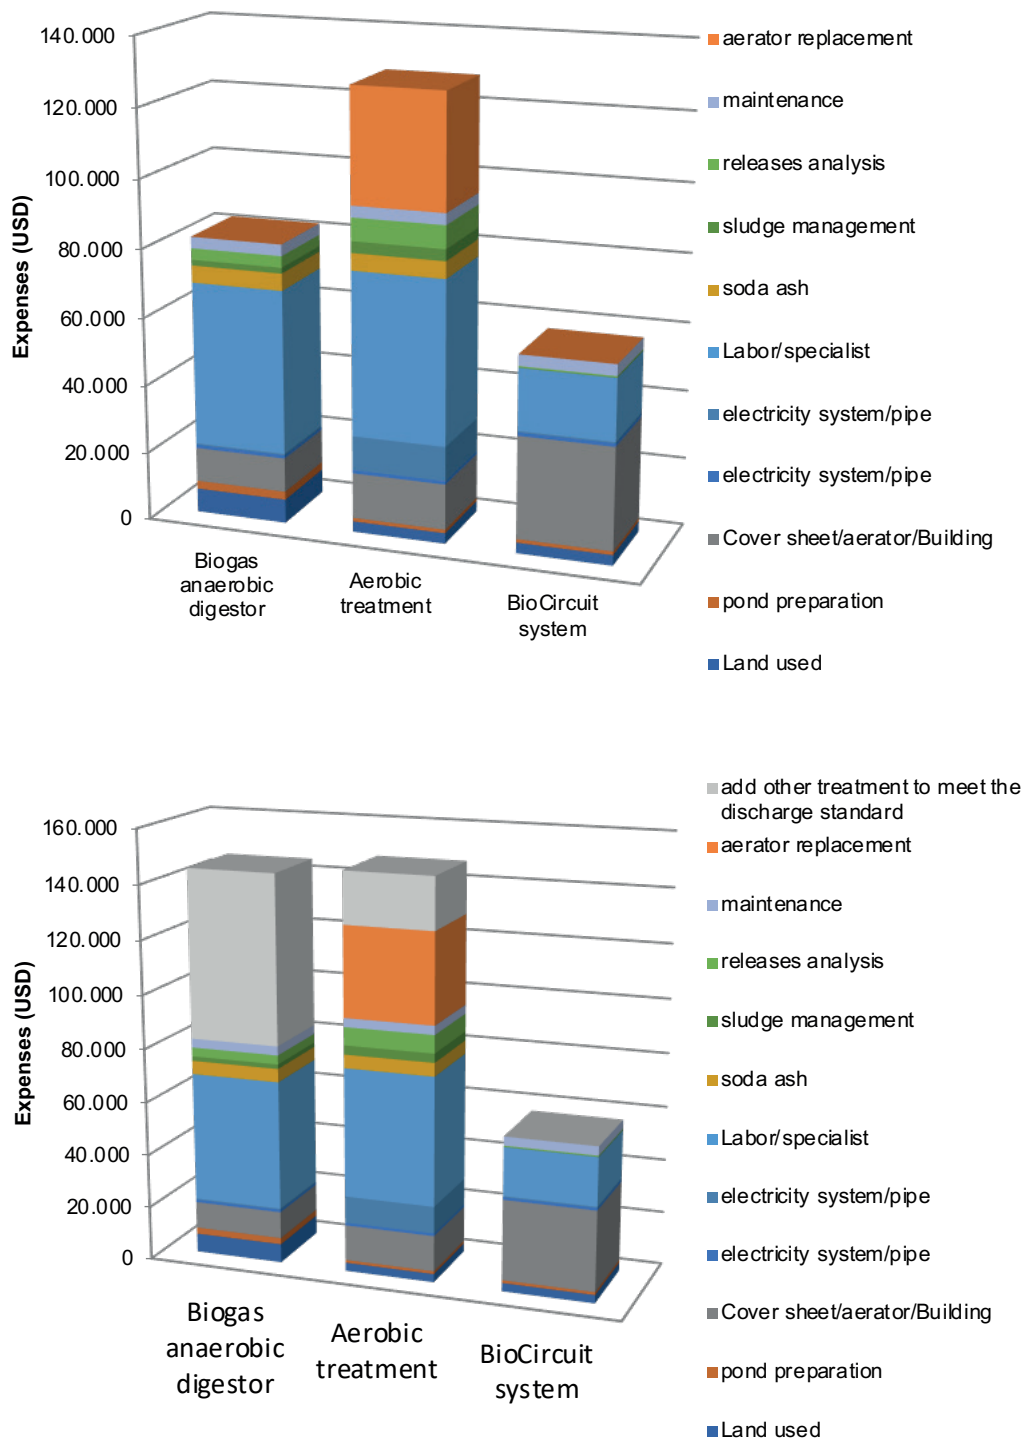 140.000
120.000
100.000
80.000
60.000
40.000
20.000
0
Expenses (USD)
Biogas
anaerobic
digestor
Aerobic
treatment
BioCircuit
system
aerator replacement
maintenance
releases analysis
sludge management
soda ash
Labor/specialist
electricity system/pipe
electricity system/pipe
Cover sheet/aerator/Building
pond preparation
Land used
160.000
140.000
120.000
100.000
80.000
60.000
40.000
20.000
0
Expenses (USD)
Biogas
anaerobic
digestor
Aerobic
treatment
BioCircuit
system
add other treatment to meet the
discharge standard
aerator replacement
maintenance
releases analysis
sludge management
soda ash
Labor/specialist
electricity system/pipe
electricity system/pipe
Cover sheet/aerator/Building
pond preparation
Land used